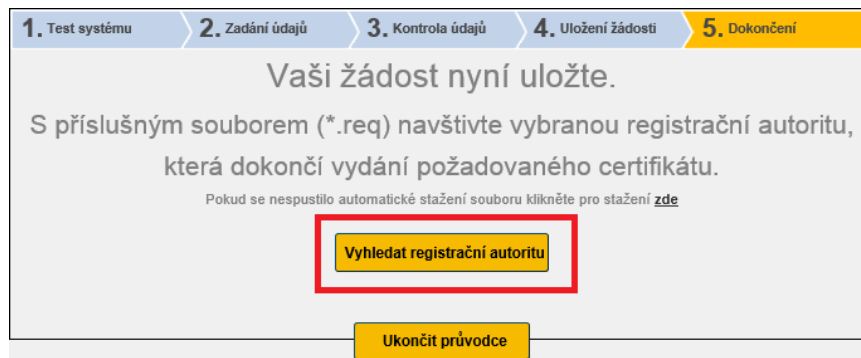 1. Test systému 2. Zadání údajů 3. Kontrola údajů 4. Uložení žádosti 5. Dokončení
Vaši žádost nyní uložte.
S příslušným souborem (*.req) navštivte vybranou registrační autoritu,
která dokončí vydání požadovaného certifikátu.
Pokud se nespustilo automatické stažení souboru klikněte pro stažení zde
Vyhledat registrační autoritu
Ukončit průvodce